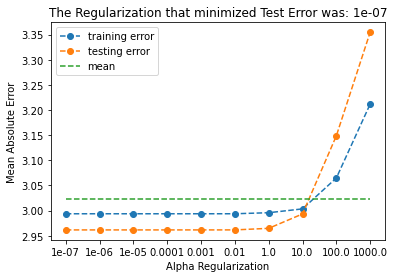 The Regularization that minimized Test Error was: 1e-07
training error
testing error
mean
Mean Absolute Error
3.35
3.30
3.25
3.20
3.15
3.10
3.05
3.00
2.95
1e-07 1e-06 1e-05 0.0001 0.001 0.01 1.0 10.0 100.0 1000.0
Alpha Regularization